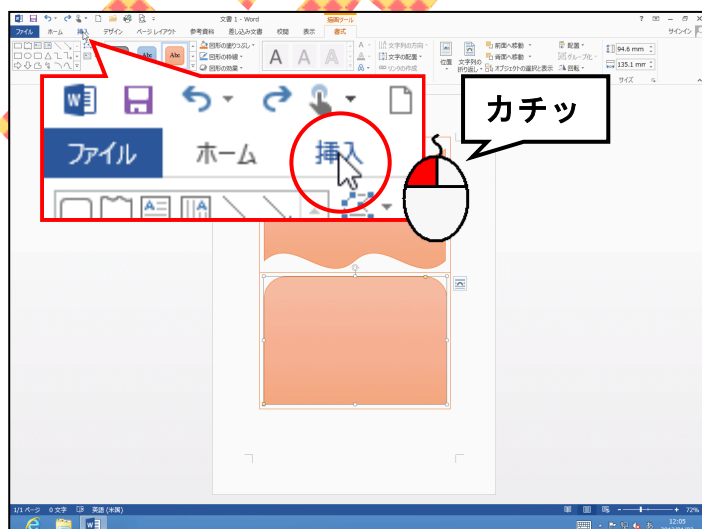 文書 1 - Word
描画ツール
サインイン
ファイル ホーム 挿入 デザイン ページ レイアウト 参考資料 差し込み文書 校閲 表示 書式
図形の塗りつぶし
図形の枠線
図形の効果
Abc Abc
A A A
文字列の方向
文字の配置
リンクの作成
位置 文字列の折り返し
前面へ移動
背面へ移動
オブジェクトの選択と表示
配置
グループ化
回転
94.6 mm
135.1 mm
サイズ
ファイル ホーム 挿入
カチッ
1/1 ページ 0 文字 英語 (米国)
72%
12:05